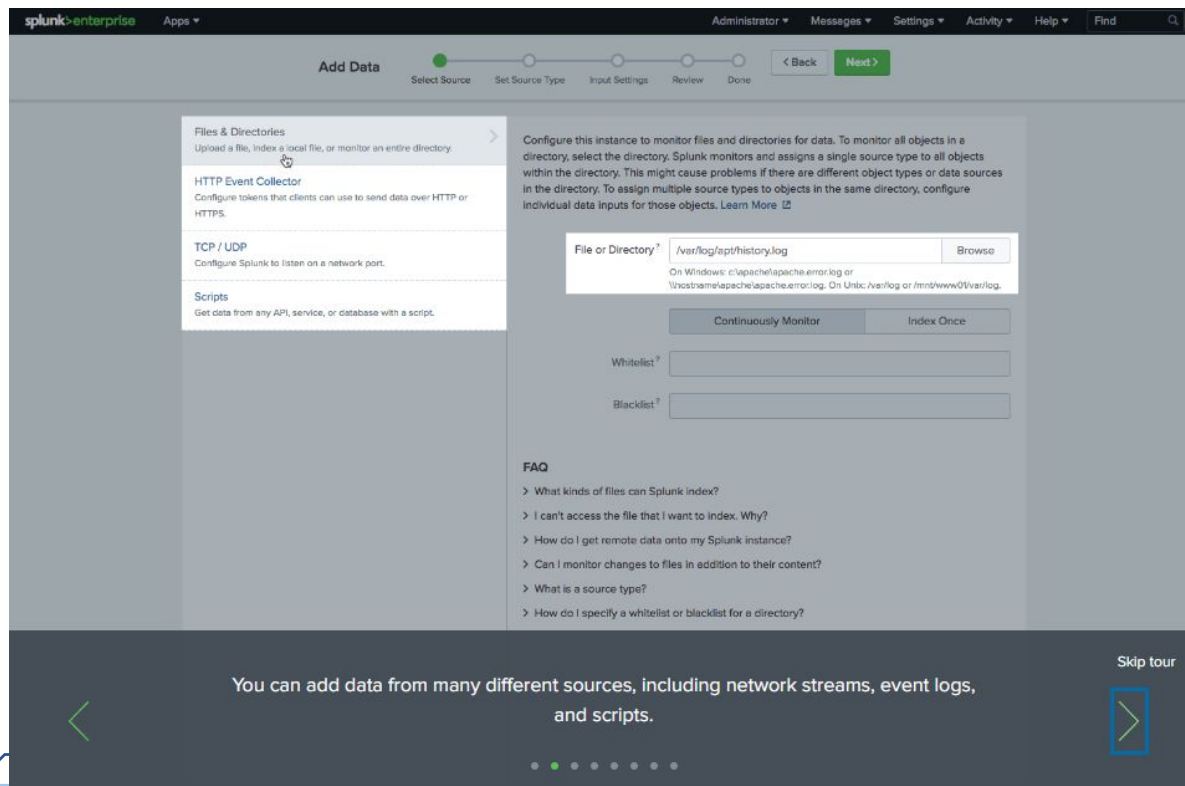 splunk>enterprise Apps Administrator Messages Settings Activity Help Find
Add Data
Select Source Set Source Type Input Settings Review Done
< Back Next >
Files & Directories
Upload a file, index a local file, or monitor an entire directory.
HTTP Event Collector
Configure tokens that clients can use to send data over HTTP or
HTTPS.
TCP / UDP
Configure Splunk to listen on a network port.
Scripts
Get data from any API, service, or database with a script.
Configure this instance to monitor files and directories for data. To monitor all objects in a
directory, select the directory. Splunk monitors and assigns a single source type to all objects
within the directory. This might cause problems if there are different object types or data sources
in the directory. To assign multiple source types to objects in the same directory, configure
individual data inputs for those objects. Learn More
File or Directory ? /var/log/apt/history.log Browse
On Windows: c:\apache\apache.error.log or
\\hostname\apache\apache.error.log. On Unix: /var/log or /mnt/www01/var/log.
Continuously Monitor Index Once
Whitelist ?
Blacklist ?
FAQ
> What kinds of files can Splunk index?
> I can't access the file that I want to index. Why?
> How do I get remote data onto my Splunk instance?
> Can I monitor changes to files in addition to their content?
> What is a source type?
> How do I specify a whitelist or blacklist for a directory?
Skip tour
You can add data from many different sources, including network streams, event logs,
and scripts.